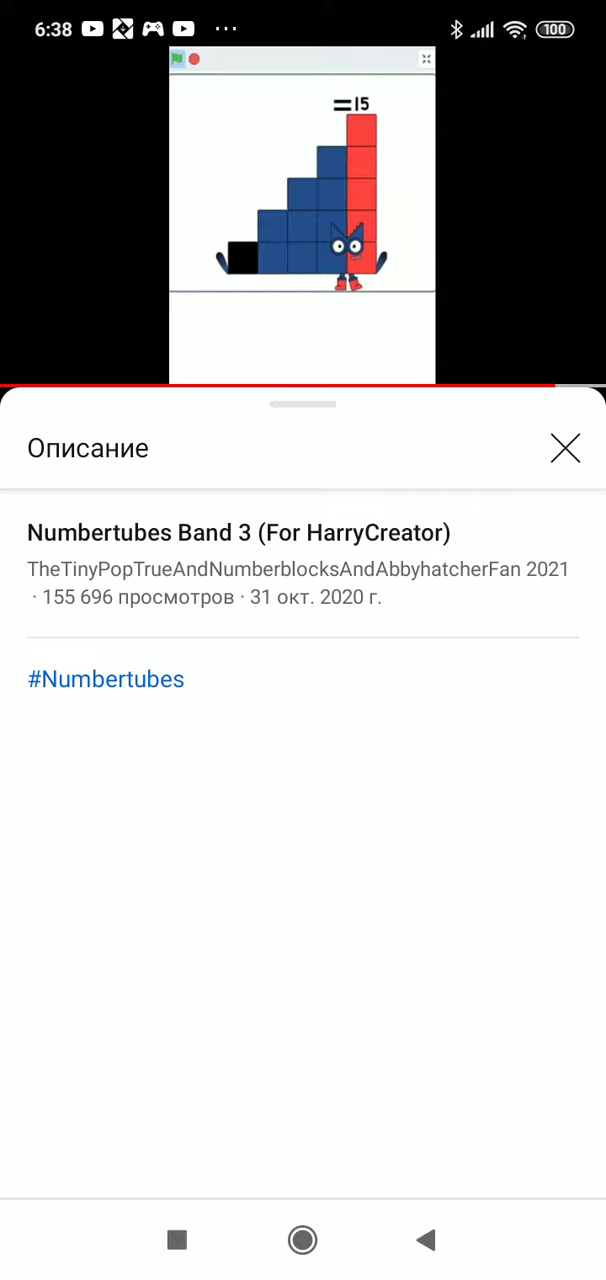 6:38
100
=15
Описание
Numbertubes Band 3 (For HarryCreator)
TheTinyPopTrueAndNumberblocksAndAbbyhatcherFan 2021
· 155 696 просмотров · 31 окт. 2020 г.
#Numbertubes